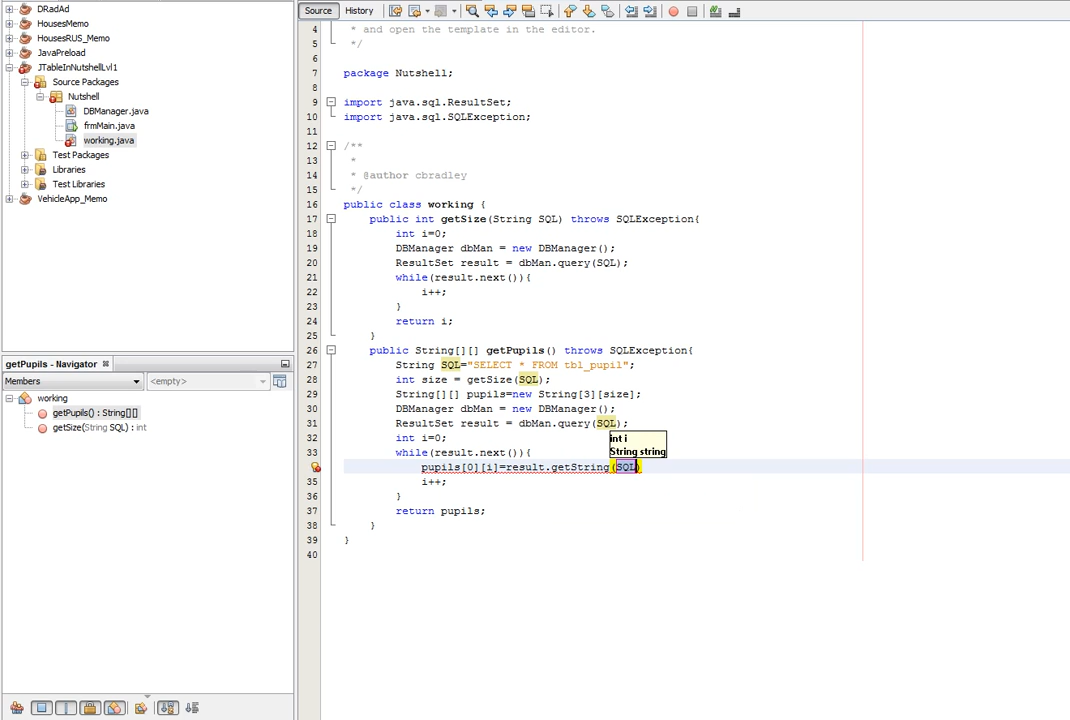 DRadAd
HousesMemo
HousesRUS_Memo
JavaPreload
JTableInNutshellLvl1
Source Packages
Nutshell
DBManager.java
frmMain.java
working.java
Test Packages
Libraries
Test Libraries
VehicleApp_Memo
getPupils - Navigator
Members
<empty>
working
getPupils() : String[][]
getSize(String SQL) : int
Source History
4 * and open the template in the editor.
5 */
6
7 package Nutshell;
8
9 import java.sql.ResultSet;
10 import java.sql.SQLException;
11
12 /**
13 *
14 * @author cbradley
15 */
16 public class working {
17 public int getSize(String SQL) throws SQLException{
18 int i=0;
19 DBManager dbMan = new DBManager();
20 ResultSet result = dbMan.query(SQL);
21 while(result.next()){
22 i++;
23 }
24 return i;
25 }
26 public String[][] getPupils() throws SQLException{
27 String SQL="SELECT * FROM tbl_pupil";
28 int size = getSize(SQL);
29 String[][] pupils=new String[3][size];
30 DBManager dbMan = new DBManager();
31 ResultSet result = dbMan.query(SQL);
32 int i=0;
int i
33 while(result.next()){
String string
pupils[0][i]=result.getString(SQL)
35 i++;
36 }
37 return pupils;
38 }
39 }
40